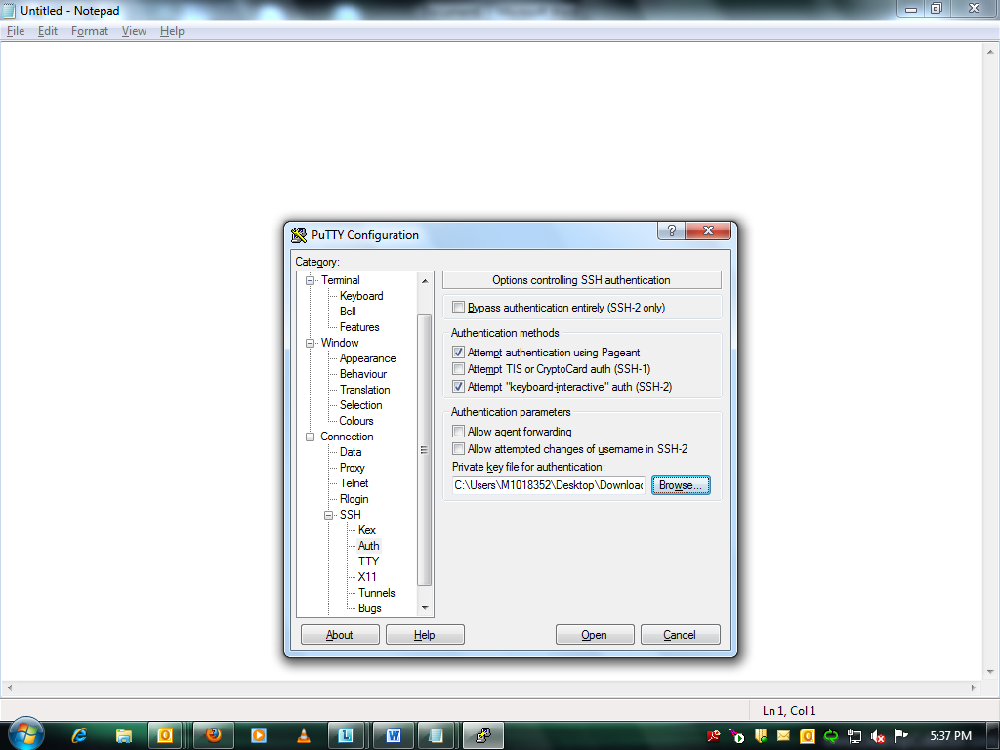 Untitled - Notepad
File Edit Format View Help
PuTTY Configuration
Category:
Terminal
Keyboard
Bell
Features
Window
Appearance
Behaviour
Translation
Selection
Colours
Connection
Data
Proxy
Telnet
Rlogin
SSH
Kex
Auth
TTY
X11
Tunnels
Bugs
Options controlling SSH authentication
Bypass authentication entirely (SSH-2 only)
Authentication methods
Attempt authentication using Pageant
Attempt TIS or CryptoCard auth (SSH-1)
Attempt "keyboard-interactive" auth (SSH-2)
Authentication parameters
Allow agent forwarding
Allow attempted changes of username in SSH-2
Private key file for authentication:
C:\Users\M1018352\Desktop\Downloac Browse...
About Help Open Cancel
Ln 1, Col 1
5:37 PM